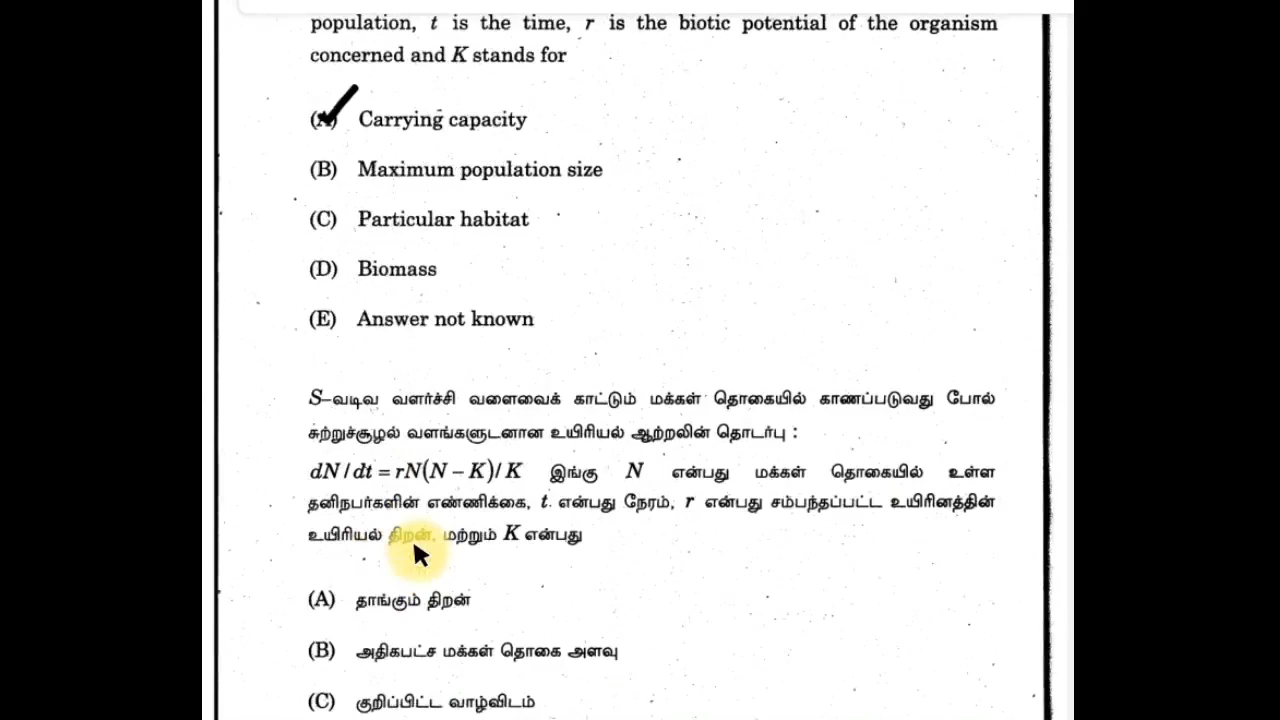 population, t is the time, r is the biotic potential of the organism
concerned and K stands for
(A) Carrying capacity
(B) Maximum population size
(C) Particular habitat
(D) Biomass
(E) Answer not known
S–வடிவ வளர்ச்சி வளைவைக் காட்டும் மக்கள் தொகையில் காணப்படுவது போல்
சுற்றுச்சூழல் வளங்களுடனான உயிரியல் ஆற்றலின் தொடர்பு :
dN/dt = rN(N – K)/K இங்கு N என்பது மக்கள் தொகையில் உள்ள
தனிநபர்களின் எண்ணிக்கை, t என்பது நேரம், r என்பது சம்பந்தப்பட்ட உயிரினத்தின்
உயிரியல் திறன், மற்றும் K என்பது
(A) தாங்கும் திறன்
(B) அதிகபட்ச மக்கள் தொகை அளவு
(C) குறிப்பிட்ட வாழ்விடம்